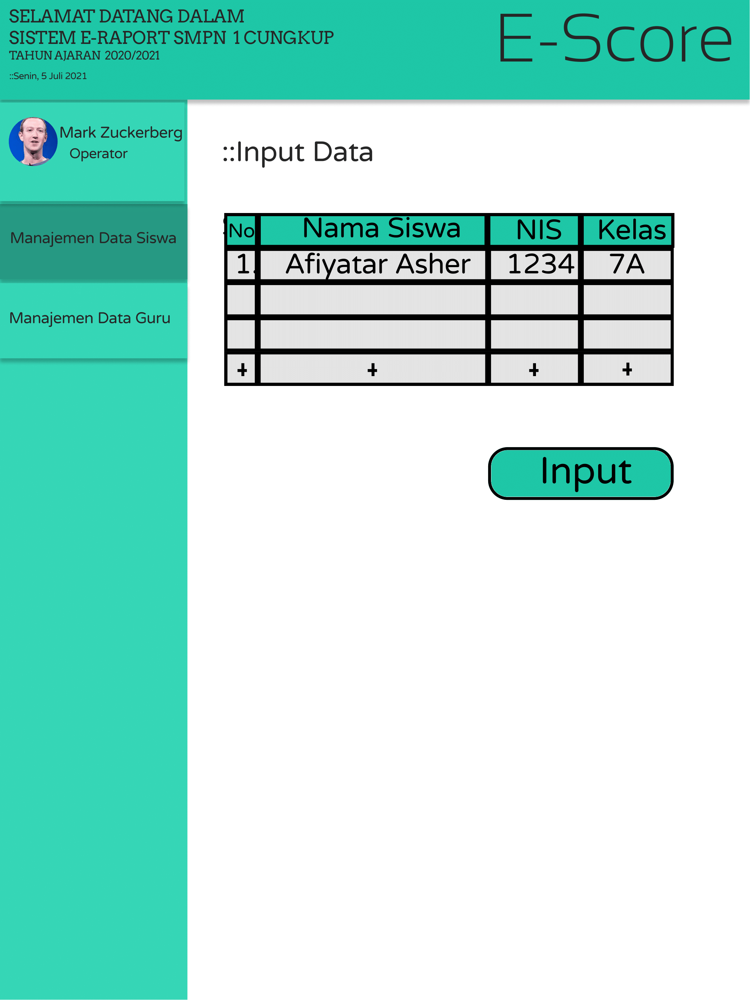 SELAMAT DATANG DALAM
SISTEM E-RAPORT SMPN 1 CUNGKUP
TAHUN AJARAN 2020/2021
::Senin, 5 Juli 2021
E-Score
Mark Zuckerberg
Operator
Manajemen Data Siswa
Manajemen Data Guru
::Input Data
No Nama Siswa NIS Kelas
1. Afiyatar Asher 1234 7A
+ + + +
Input